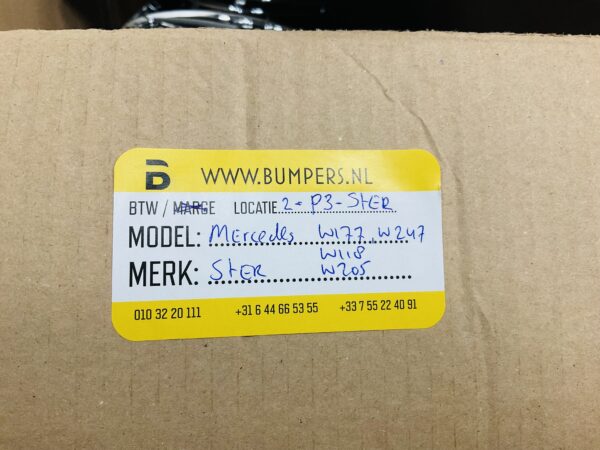 B WWW.BUMPERS.NL
BTW / MARGE LOCATIE 2-P3-STER
MODEL: Mercedes W177, W247
W118
MERK: STER W205
010 32 20 111 +31 6 44 66 53 55 +33 7 55 22 40 91